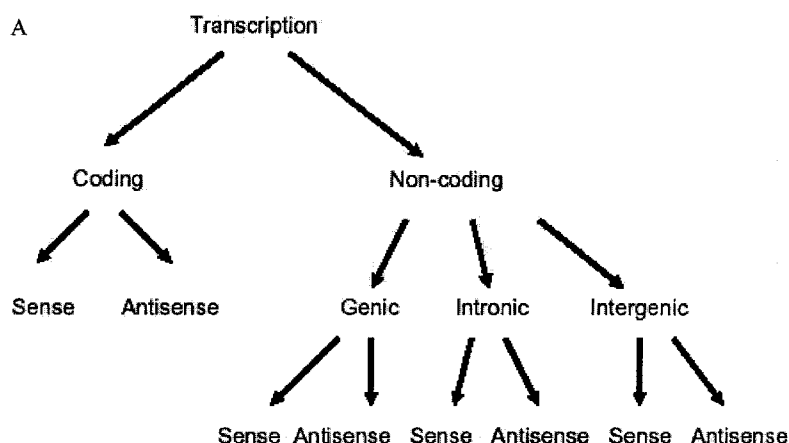 A
Transcription
Coding Non-coding
Sense Antisense Genic Intronic Intergenic
Sense Antisense Sense Antisense Sense Antisense